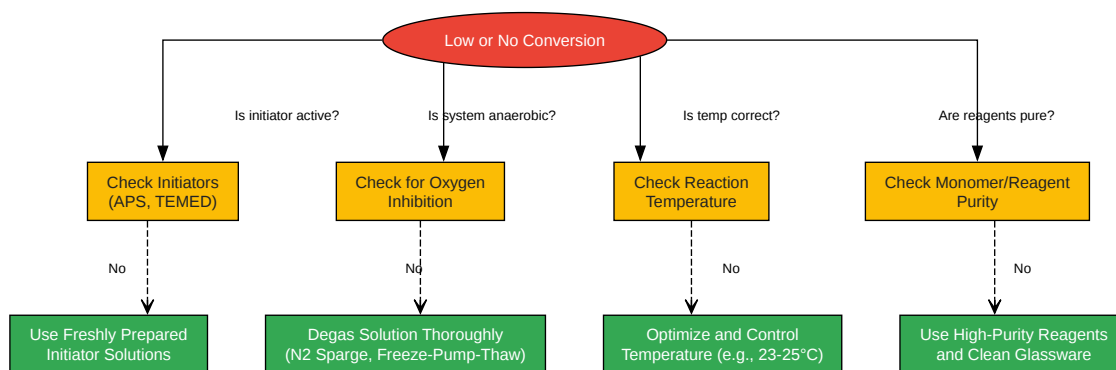 Low or No Conversion
Is initiator active?
Is system anaerobic?
Is temp correct?
Are reagents pure?
Check Initiators
(APS, TEMED)
Check for Oxygen
Inhibition
Check Reaction
Temperature
Check Monomer/Reagent
Purity
No
No
No
No
Use Freshly Prepared
Initiator Solutions
Degas Solution Thoroughly
(N2 Sparge, Freeze-Pump-Thaw)
Optimize and Control
Temperature (e.g., 23-25°C)
Use High-Purity Reagents
and Clean Glassware